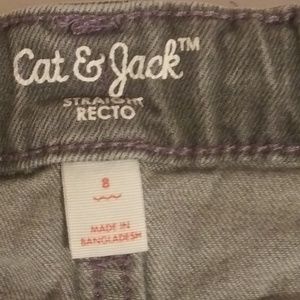 Cat & Jack™
STRAIGHT
RECTO
8
MADE IN
BANGLADESH